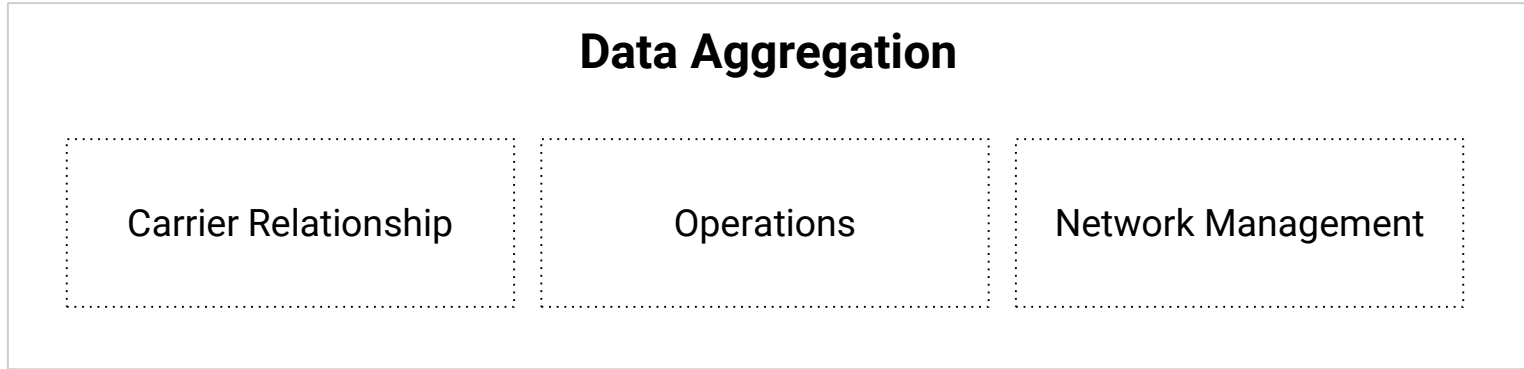 Data Aggregation
Carrier Relationship
Operations
Network Management